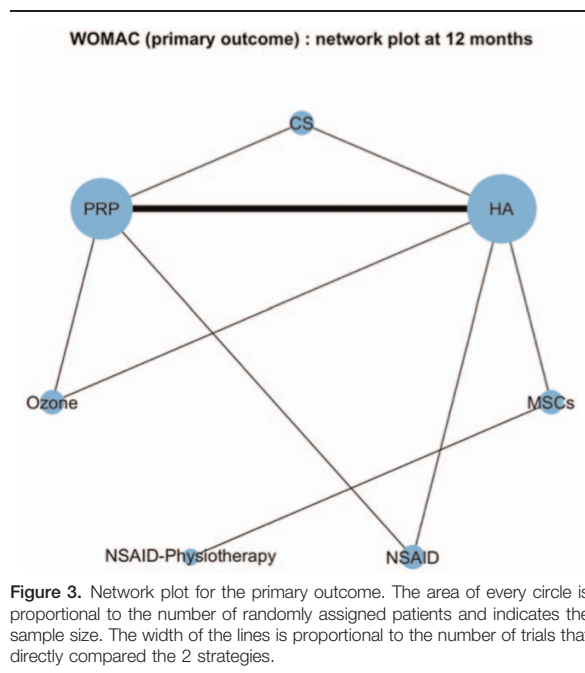 WOMAC (primary outcome) : network plot at 12 months
CS
PRP
HA
Ozone
MSCs
NSAID-Physiotherapy
NSAID
Figure 3. Network plot for the primary outcome. The area of every circle is
proportional to the number of randomly assigned patients and indicates the
sample size. The width of the lines is proportional to the number of trials tha
directly compared the 2 strategies.